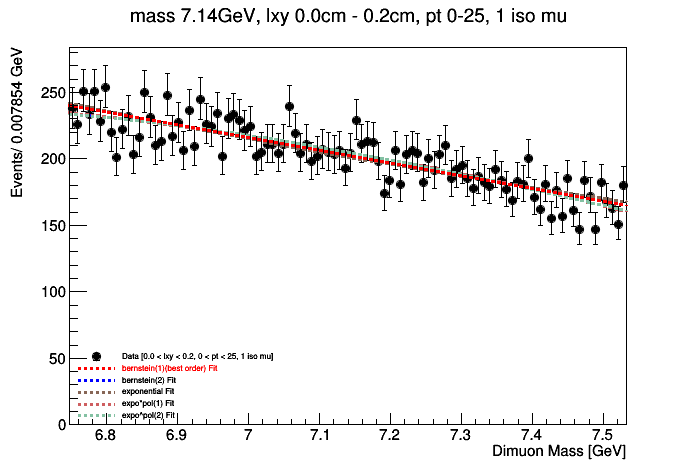 mass 7.14GeV, lxy 0.0cm - 0.2cm, pt 0-25, 1 iso mu
Events/ 0.007854 GeV
250
200
150
100
50
0
Data [0.0 < lxy < 0.2, 0 < pt < 25, 1 iso mu]
bernstein(1)(best order) Fit
bernstein(2) Fit
exponential Fit
expo*pol(1) Fit
expo*pol(2) Fit
6.8 6.9 7 7.1 7.2 7.3 7.4 7.5
Dimuon Mass [GeV]